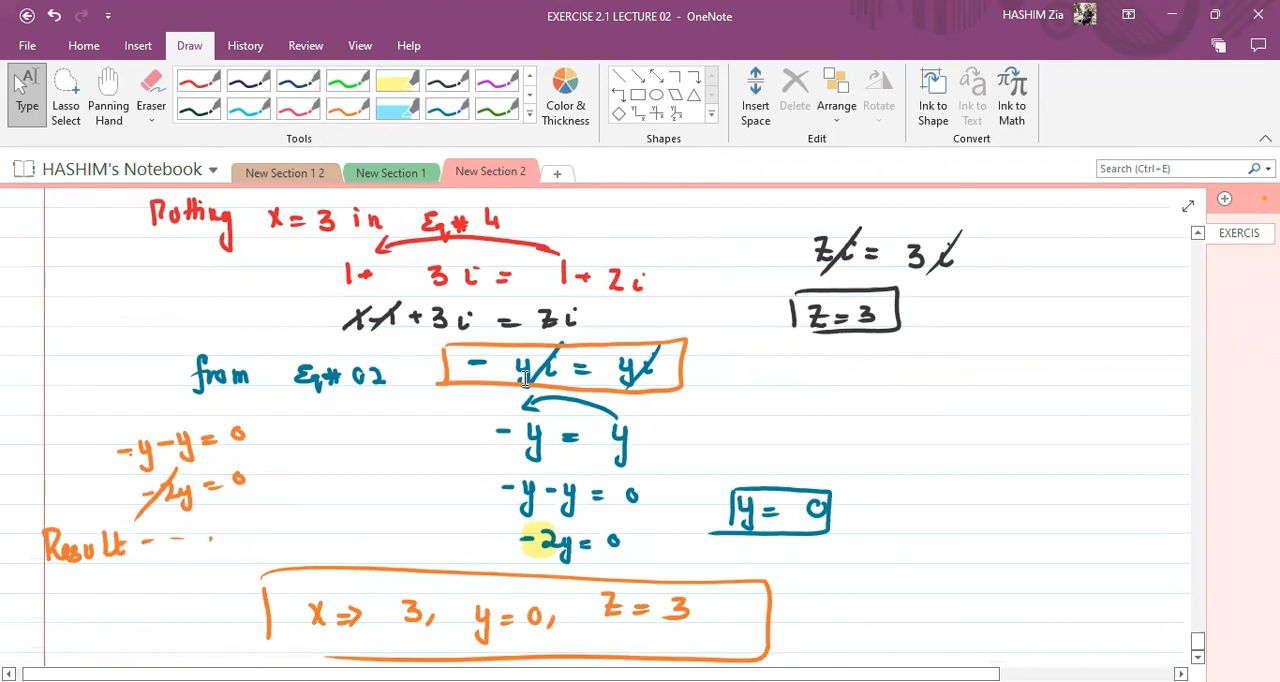 EXERCISE 2.1 LECTURE 02 - OneNote
HASHIM Zia
File Home Insert Draw History Review View Help
Type
Lasso Select
Panning Hand
Eraser
Color & Thickness
Insert Space
Delete
Arrange
Rotate
Ink to Shape
Ink to Text
Ink to Math
Tools
Shapes
Edit
Convert
HASHIM's Notebook
New Section 1 2
New Section 1
New Section 2
Search (Ctrl+E)
EXERCIS
Putting x = 3 in Eq# 4
1+ 3i = 1+ zi
1-1+3i = zi
zi = 3i
z = 3
from Eq# 02
- yi = yi
-y = y
-y-y = 0
-2y = 0
y = 0
-y-y = 0
-2y = 0
Result - - .
x ⇒ 3, y = 0, z = 3